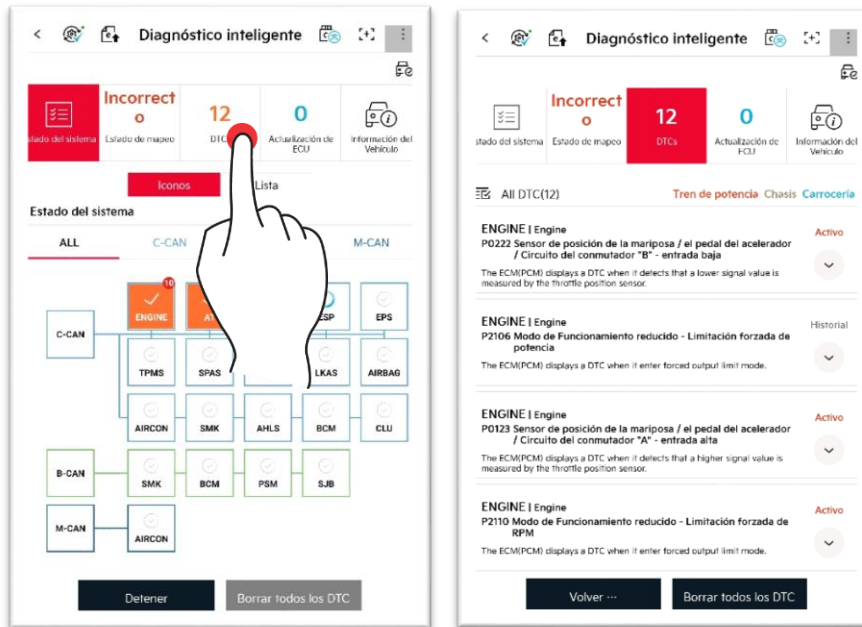 Diagnóstico inteligente
Incorrect
o
12
0
Estado de mapeo
Actualización de
ECU
Información del
Vehículo
Iconos
Lista
Estado del sistema
ALL
C-CAN
M-CAN
10
ENGINE
EPS
C-CAN
TPMS
SPAS
LKAS
AIRBAG
AIRCON
SMK
AHLS
BCM
CLU
B-CAN
SMK
BCM
PSM
SJB
M-CAN
AIRCON
Detener
Borrar todos los DTC
Diagnóstico inteligente
Incorrect
o
12
0
Estado de mapeo
DTCs
Actualización de
ECU
Información del
Vehículo
All DTC(12)
Tren de potencia Chasis Carrocería
ENGINE | Engine
Activo
P0222 Sensor de posición de la mariposa / el pedal del acelerador
/ Circuito del conmutador "B" - entrada baja
The ECM(PCM) displays a DTC when it detects that a lower signal value is
measured by the throttle position sensor.
ENGINE | Engine
Historial
P2106 Modo de Funcionamiento reducido - Limitación forzada de
potencia
The ECM(PCM) displays a DTC when it enter forced output limit mode.
ENGINE | Engine
Activo
P0123 Sensor de posición de la mariposa / el pedal del acelerador
/ Circuito del conmutador "A" - entrada alta
The ECM(PCM) displays a DTC when it detects that a higher signal value is
measured by the throttle position sensor.
ENGINE | Engine
Activo
P2110 Modo de Funcionamiento reducido - Limitación forzada de
RPM
The ECM(PCM) displays a DTC when it enter forced output limit mode.
Volver ···
Borrar todos los DTC